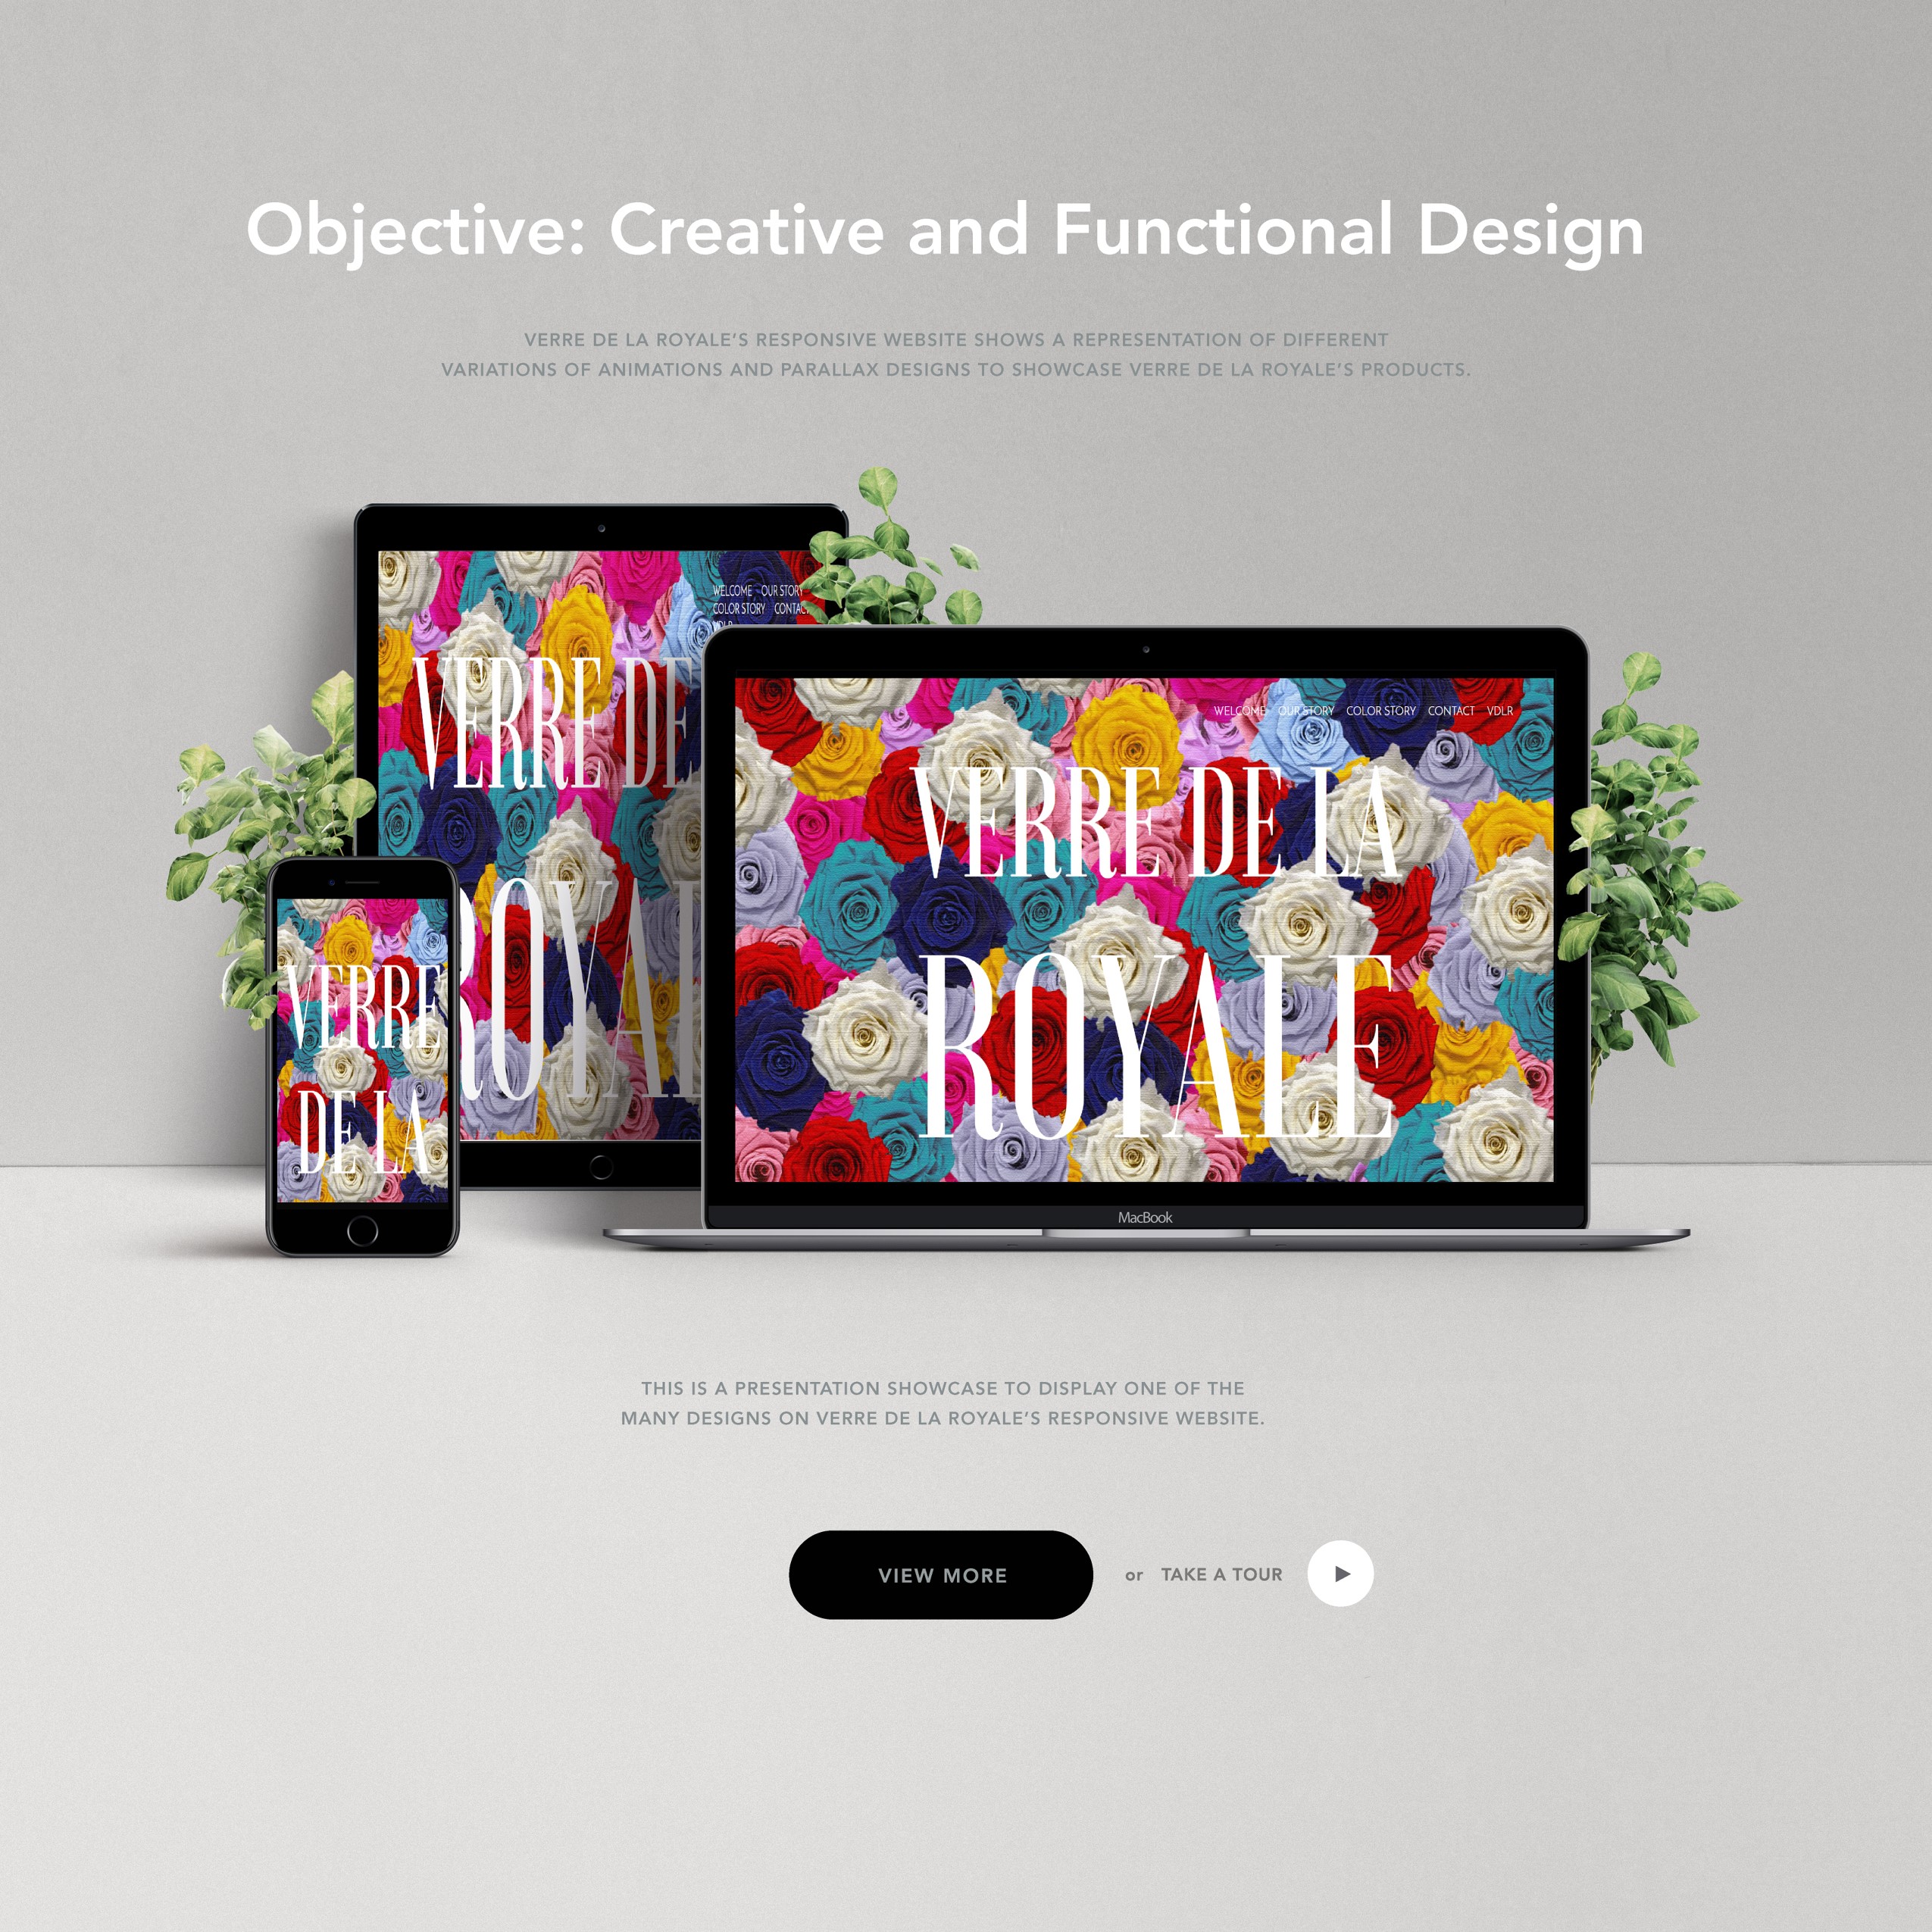 Objective: Creative and Functional Design
VERRE DE LA ROYALE’S RESPONSIVE WEBSITE SHOWS A REPRESENTATION OF DIFFERENT
VARIATIONS OF ANIMATIONS AND PARALLAX DESIGNS TO SHOWCASE VERRE DE LA ROYALE’S PRODUCTS.
WELCOME OUR STORY
COLOR STORY CONTACT
VDLR
VERRE DE
ROYAL
WELCOME OUR STORY COLOR STORY CONTACT VDLR
VERRE DE LA
ROYALE
MacBook
VERRE
DE LA
THIS IS A PRESENTATION SHOWCASE TO DISPLAY ONE OF THE
MANY DESIGNS ON VERRE DE LA ROYALE’S RESPONSIVE WEBSITE.
VIEW MORE or TAKE A TOUR